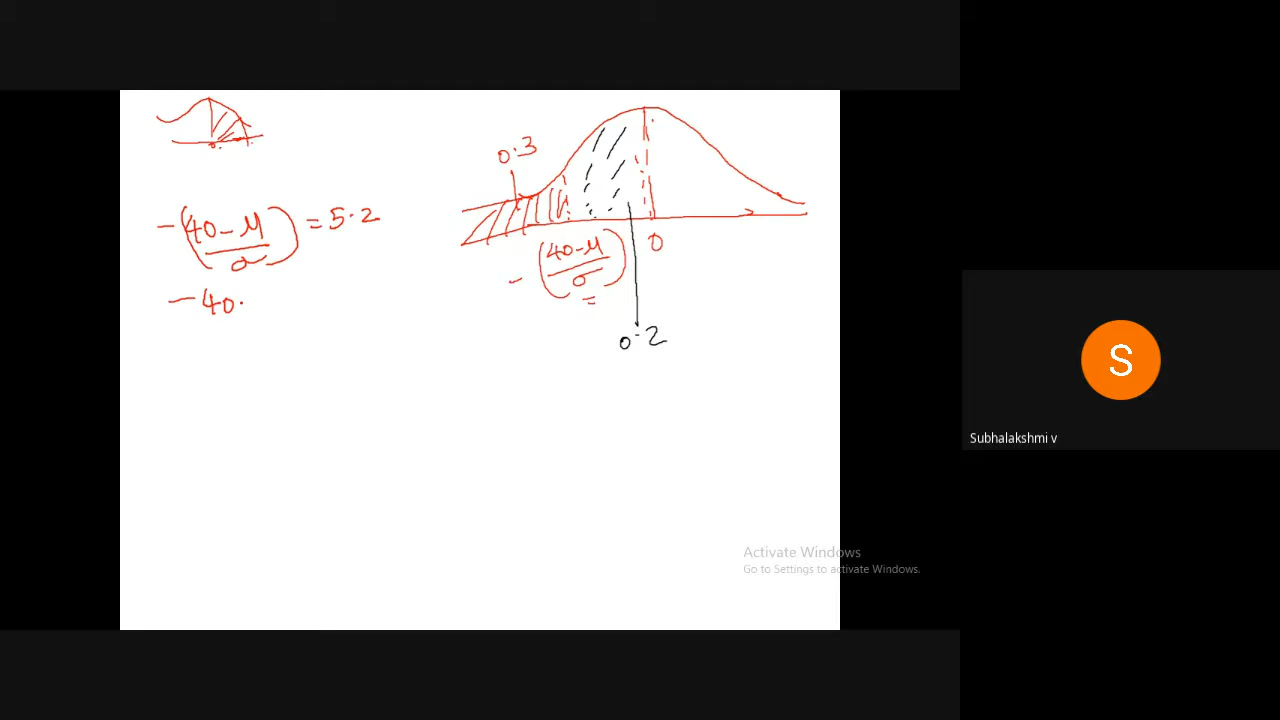 0.3
-(40-μ/σ) = 5.2
-40.
-(40-μ/σ)
0
0.2
S
Subhalakshmi v
Activate Windows
Go to Settings to activate Windows.